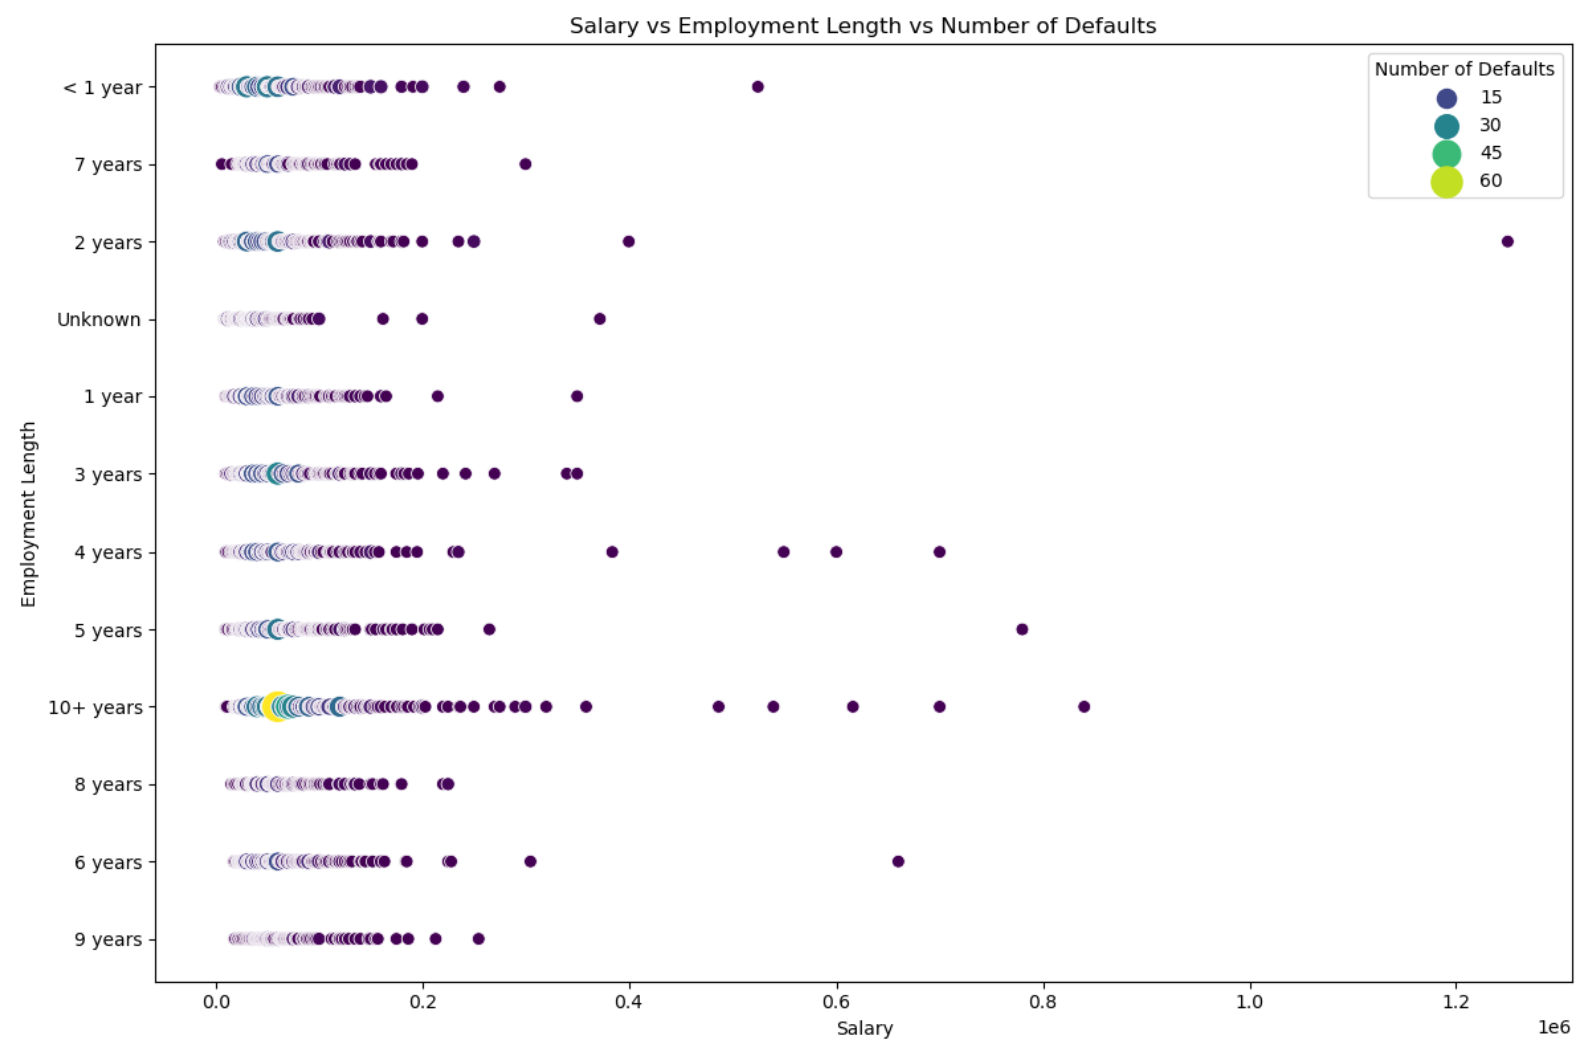 Salary vs Employment Length vs Number of Defaults
Number of Defaults
15
30
45
60
Employment Length
< 1 year
7 years
2 years
Unknown
1 year
3 years
4 years
5 years
10+ years
8 years
6 years
9 years
0.0 0.2 0.4 0.6 0.8 1.0 1.2
Salary
1e6